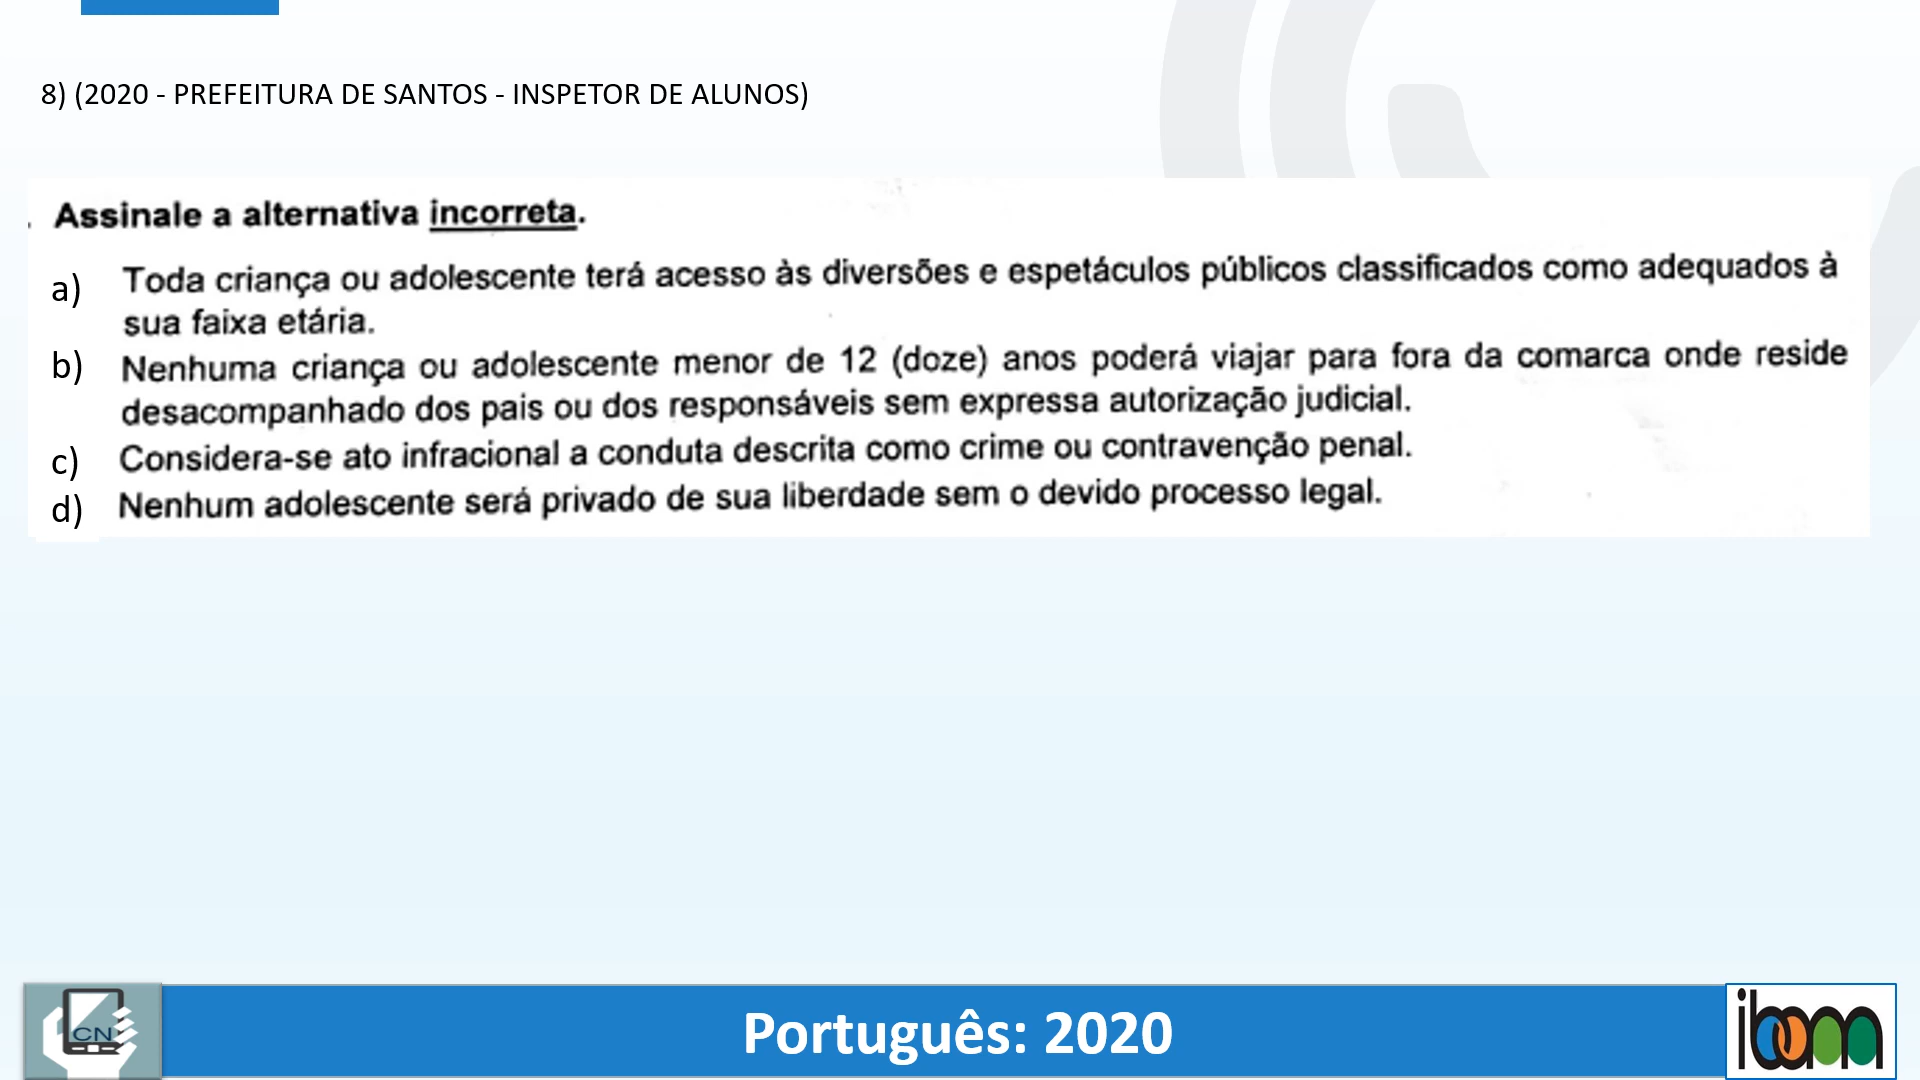 8) (2020 - PREFEITURA DE SANTOS - INSPETOR DE ALUNOS)
. Assinale a alternativa incorreta.
a) Toda criança ou adolescente terá acesso às diversões e espetáculos públicos classificados como adequados à
sua faixa etária.
b) Nenhuma criança ou adolescente menor de 12 (doze) anos poderá viajar para fora da comarca onde reside
desacompanhado dos pais ou dos responsáveis sem expressa autorização judicial.
c) Considera-se ato infracional a conduta descrita como crime ou contravenção penal.
d) Nenhum adolescente será privado de sua liberdade sem o devido processo legal.
CN
Português: 2020
ibam